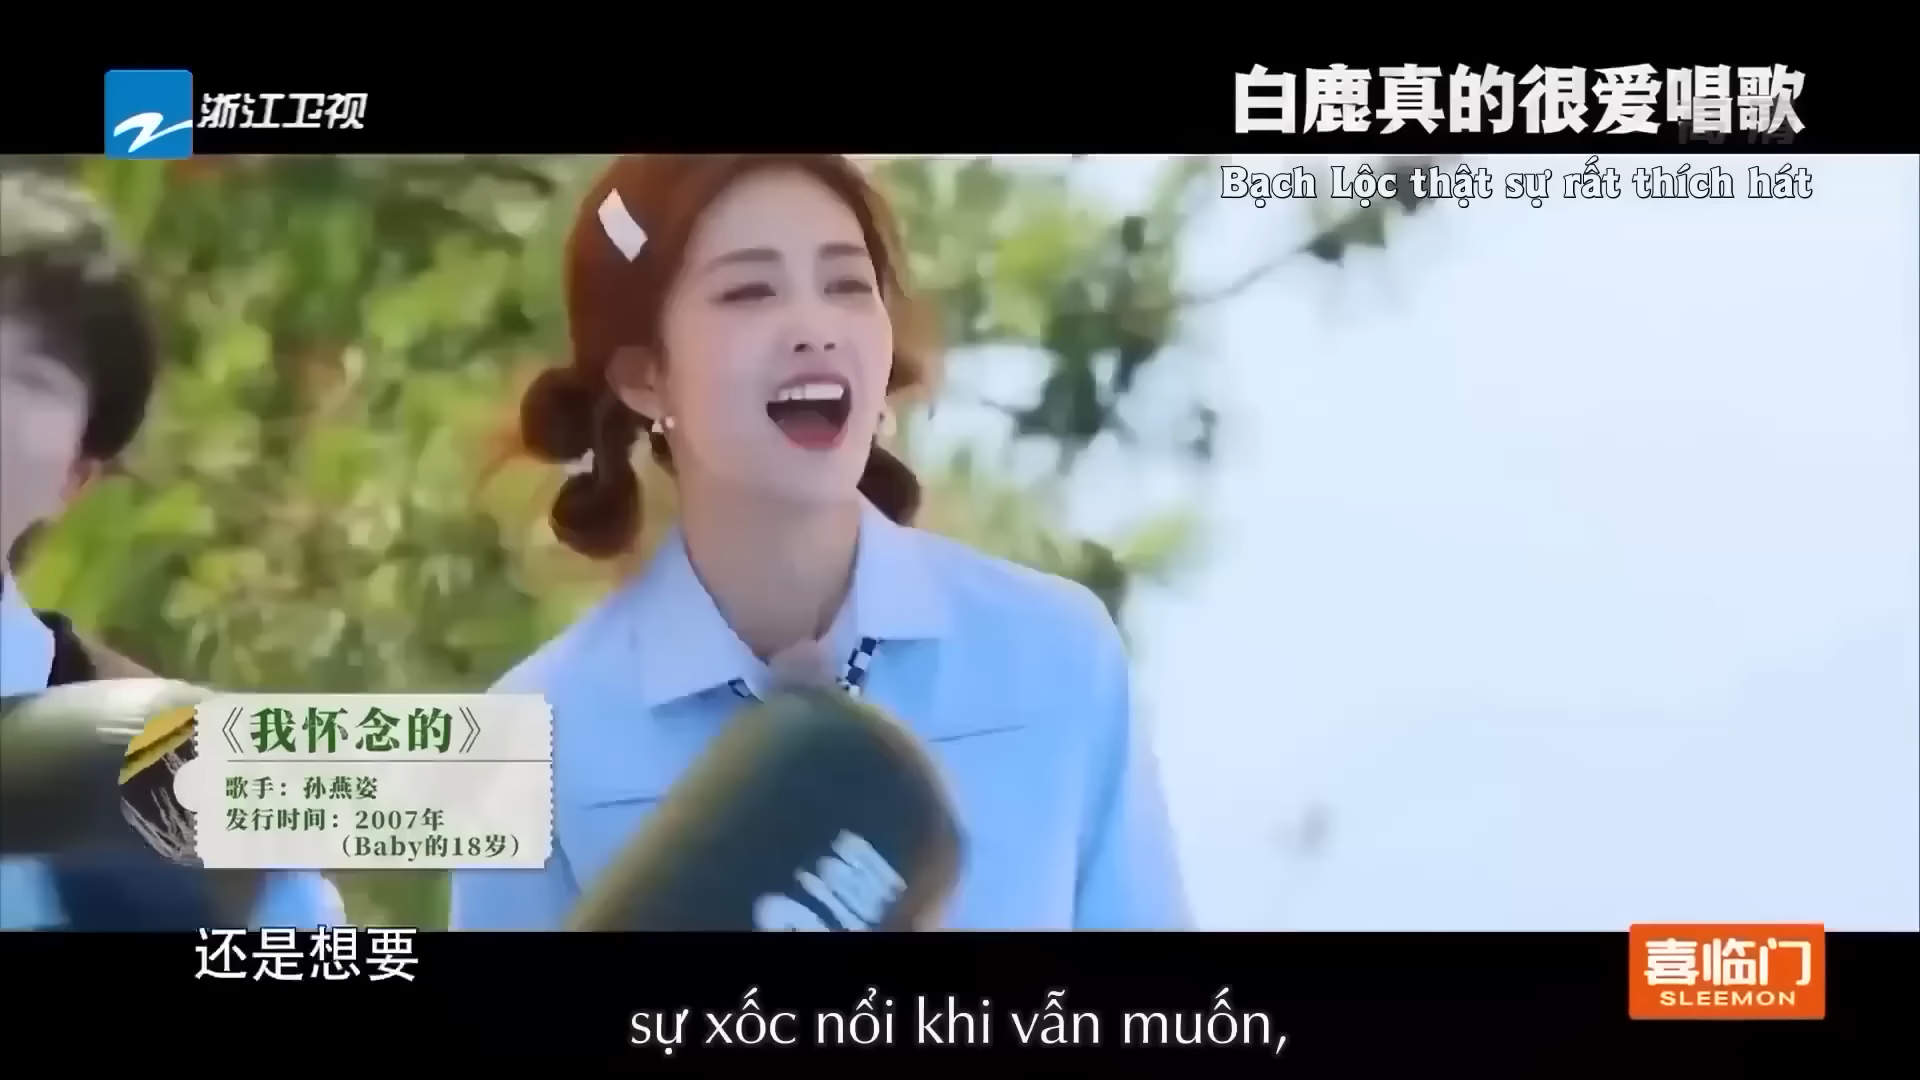 浙江卫视
白鹿真的很爱唱歌
高清
Bạch Lộc thật sự rất thích hát
《我怀念的》
歌手：孙燕姿
发行时间：2007年
（Baby的18岁）
还是想要
sự xốc nổi khi vẫn muốn,
喜临门
SLEEMON